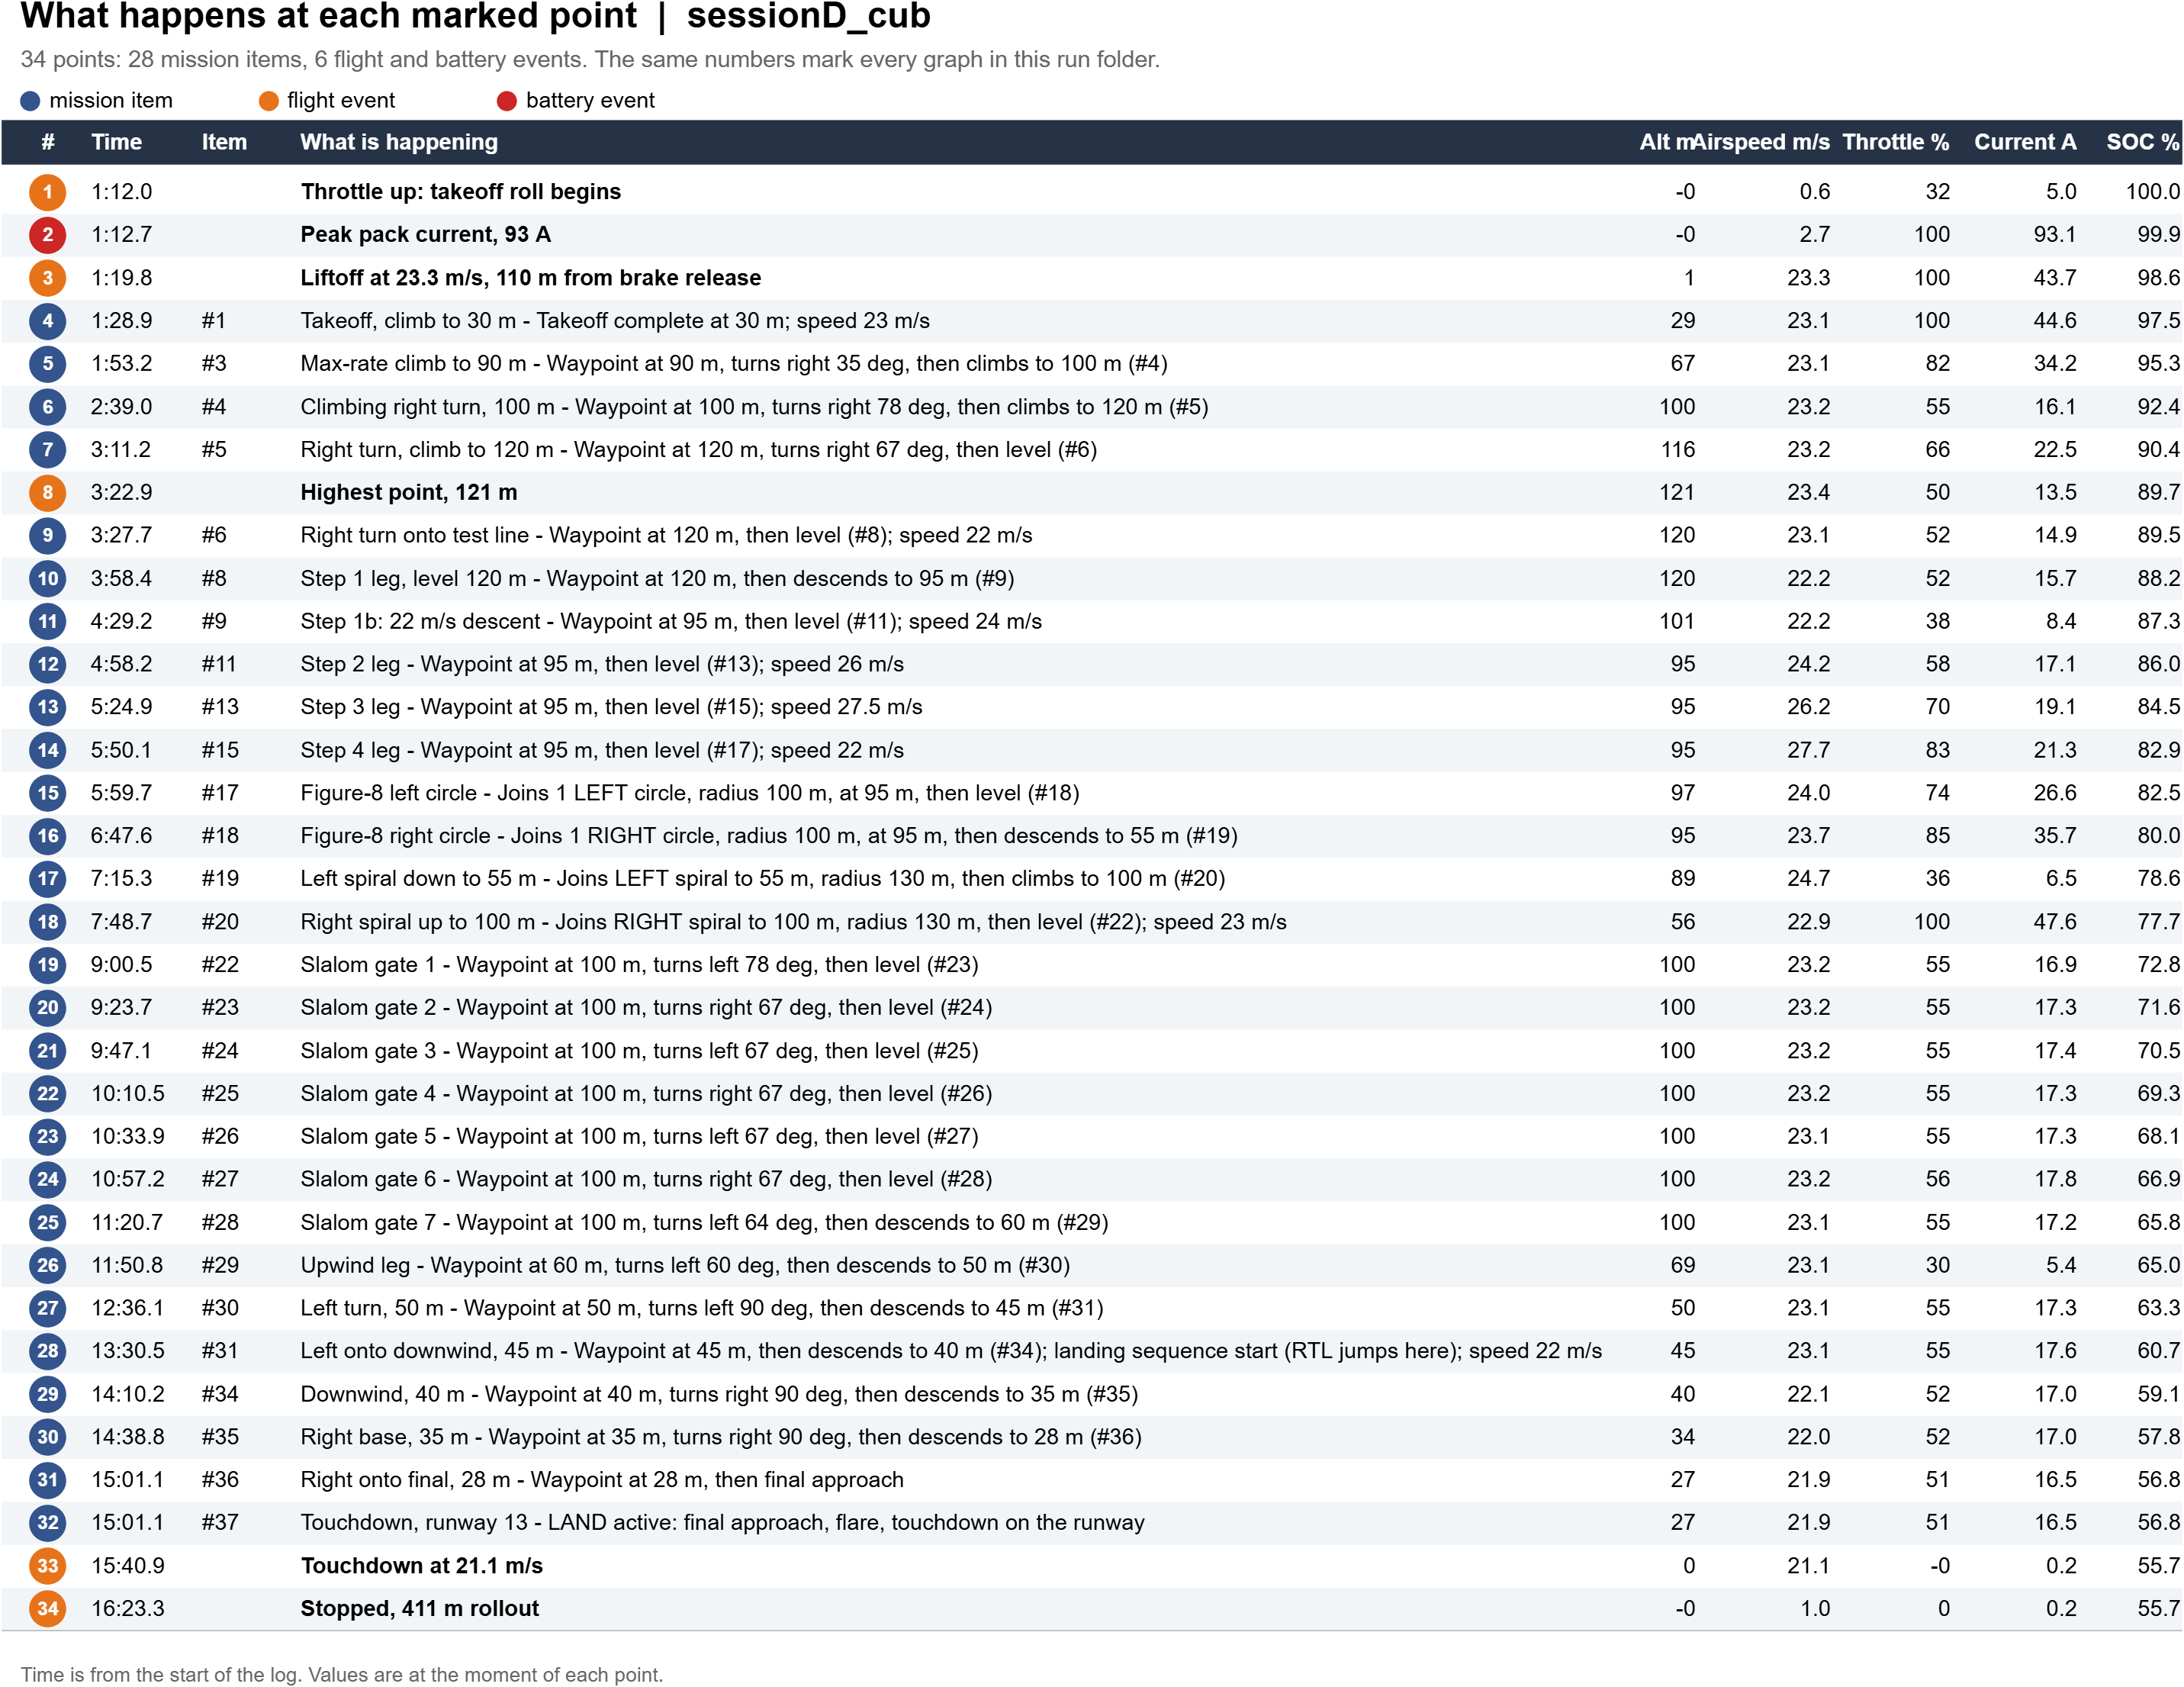 What happens at each marked point | sessionD_cub
34 points: 28 mission items, 6 flight and battery events. The same numbers mark every graph in this run folder.
mission item flight event battery event
# Time Item What is happening Alt m Airspeed m/s Throttle % Current A SOC %
1 1:12.0 Throttle up: takeoff roll begins -0 0.6 32 5.0 100.0
2 1:12.7 Peak pack current, 93 A -0 2.7 100 93.1 99.9
3 1:19.8 Liftoff at 23.3 m/s, 110 m from brake release 1 23.3 100 43.7 98.6
4 1:28.9 #1 Takeoff, climb to 30 m - Takeoff complete at 30 m; speed 23 m/s 29 23.1 100 44.6 97.5
5 1:53.2 #3 Max-rate climb to 90 m - Waypoint at 90 m, turns right 35 deg, then climbs to 100 m (#4) 67 23.1 82 34.2 95.3
6 2:39.0 #4 Climbing right turn, 100 m - Waypoint at 100 m, turns right 78 deg, then climbs to 120 m (#5) 100 23.2 55 16.1 92.4
7 3:11.2 #5 Right turn, climb to 120 m - Waypoint at 120 m, turns right 67 deg, then level (#6) 116 23.2 66 22.5 90.4
8 3:22.9 Highest point, 121 m 121 23.4 50 13.5 89.7
9 3:27.7 #6 Right turn onto test line - Waypoint at 120 m, then level (#8); speed 22 m/s 120 23.1 52 14.9 89.5
10 3:58.4 #8 Step 1 leg, level 120 m - Waypoint at 120 m, then descends to 95 m (#9) 120 22.2 52 15.7 88.2
11 4:29.2 #9 Step 1b: 22 m/s descent - Waypoint at 95 m, then level (#11); speed 24 m/s 101 22.2 38 8.4 87.3
12 4:58.2 #11 Step 2 leg - Waypoint at 95 m, then level (#13); speed 26 m/s 95 24.2 58 17.1 86.0
13 5:24.9 #13 Step 3 leg - Waypoint at 95 m, then level (#15); speed 27.5 m/s 95 26.2 70 19.1 84.5
14 5:50.1 #15 Step 4 leg - Waypoint at 95 m, then level (#17); speed 22 m/s 95 27.7 83 21.3 82.9
15 5:59.7 #17 Figure-8 left circle - Joins 1 LEFT circle, radius 100 m, at 95 m, then level (#18) 97 24.0 74 26.6 82.5
16 6:47.6 #18 Figure-8 right circle - Joins 1 RIGHT circle, radius 100 m, at 95 m, then descends to 55 m (#19) 95 23.7 85 35.7 80.0
17 7:15.3 #19 Left spiral down to 55 m - Joins LEFT spiral to 55 m, radius 130 m, then climbs to 100 m (#20) 89 24.7 36 6.5 78.6
18 7:48.7 #20 Right spiral up to 100 m - Joins RIGHT spiral to 100 m, radius 130 m, then level (#22); speed 23 m/s 56 22.9 100 47.6 77.7
19 9:00.5 #22 Slalom gate 1 - Waypoint at 100 m, turns left 78 deg, then level (#23) 100 23.2 55 16.9 72.8
20 9:23.7 #23 Slalom gate 2 - Waypoint at 100 m, turns right 67 deg, then level (#24) 100 23.2 55 17.3 71.6
21 9:47.1 #24 Slalom gate 3 - Waypoint at 100 m, turns left 67 deg, then level (#25) 100 23.2 55 17.4 70.5
22 10:10.5 #25 Slalom gate 4 - Waypoint at 100 m, turns right 67 deg, then level (#26) 100 23.2 55 17.3 69.3
23 10:33.9 #26 Slalom gate 5 - Waypoint at 100 m, turns left 67 deg, then level (#27) 100 23.1 55 17.3 68.1
24 10:57.2 #27 Slalom gate 6 - Waypoint at 100 m, turns right 67 deg, then level (#28) 100 23.2 56 17.8 66.9
25 11:20.7 #28 Slalom gate 7 - Waypoint at 100 m, turns left 64 deg, then descends to 60 m (#29) 100 23.1 55 17.2 65.8
26 11:50.8 #29 Upwind leg - Waypoint at 60 m, turns left 60 deg, then descends to 50 m (#30) 69 23.1 30 5.4 65.0
27 12:36.1 #30 Left turn, 50 m - Waypoint at 50 m, turns left 90 deg, then descends to 45 m (#31) 50 23.1 55 17.3 63.3
28 13:30.5 #31 Left onto downwind, 45 m - Waypoint at 45 m, then descends to 40 m (#34); landing sequence start (RTL jumps here); speed 22 m/s 45 23.1 55 17.6 60.7
29 14:10.2 #34 Downwind, 40 m - Waypoint at 40 m, turns right 90 deg, then descends to 35 m (#35) 40 22.1 52 17.0 59.1
30 14:38.8 #35 Right base, 35 m - Waypoint at 35 m, turns right 90 deg, then descends to 28 m (#36) 34 22.0 52 17.0 57.8
31 15:01.1 #36 Right onto final, 28 m - Waypoint at 28 m, then final approach 27 21.9 51 16.5 56.8
32 15:01.1 #37 Touchdown, runway 13 - LAND active: final approach, flare, touchdown on the runway 27 21.9 51 16.5 56.8
33 15:40.9 Touchdown at 21.1 m/s 0 21.1 -0 0.2 55.7
34 16:23.3 Stopped, 411 m rollout -0 1.0 0 0.2 55.7
Time is from the start of the log. Values are at the moment of each point.